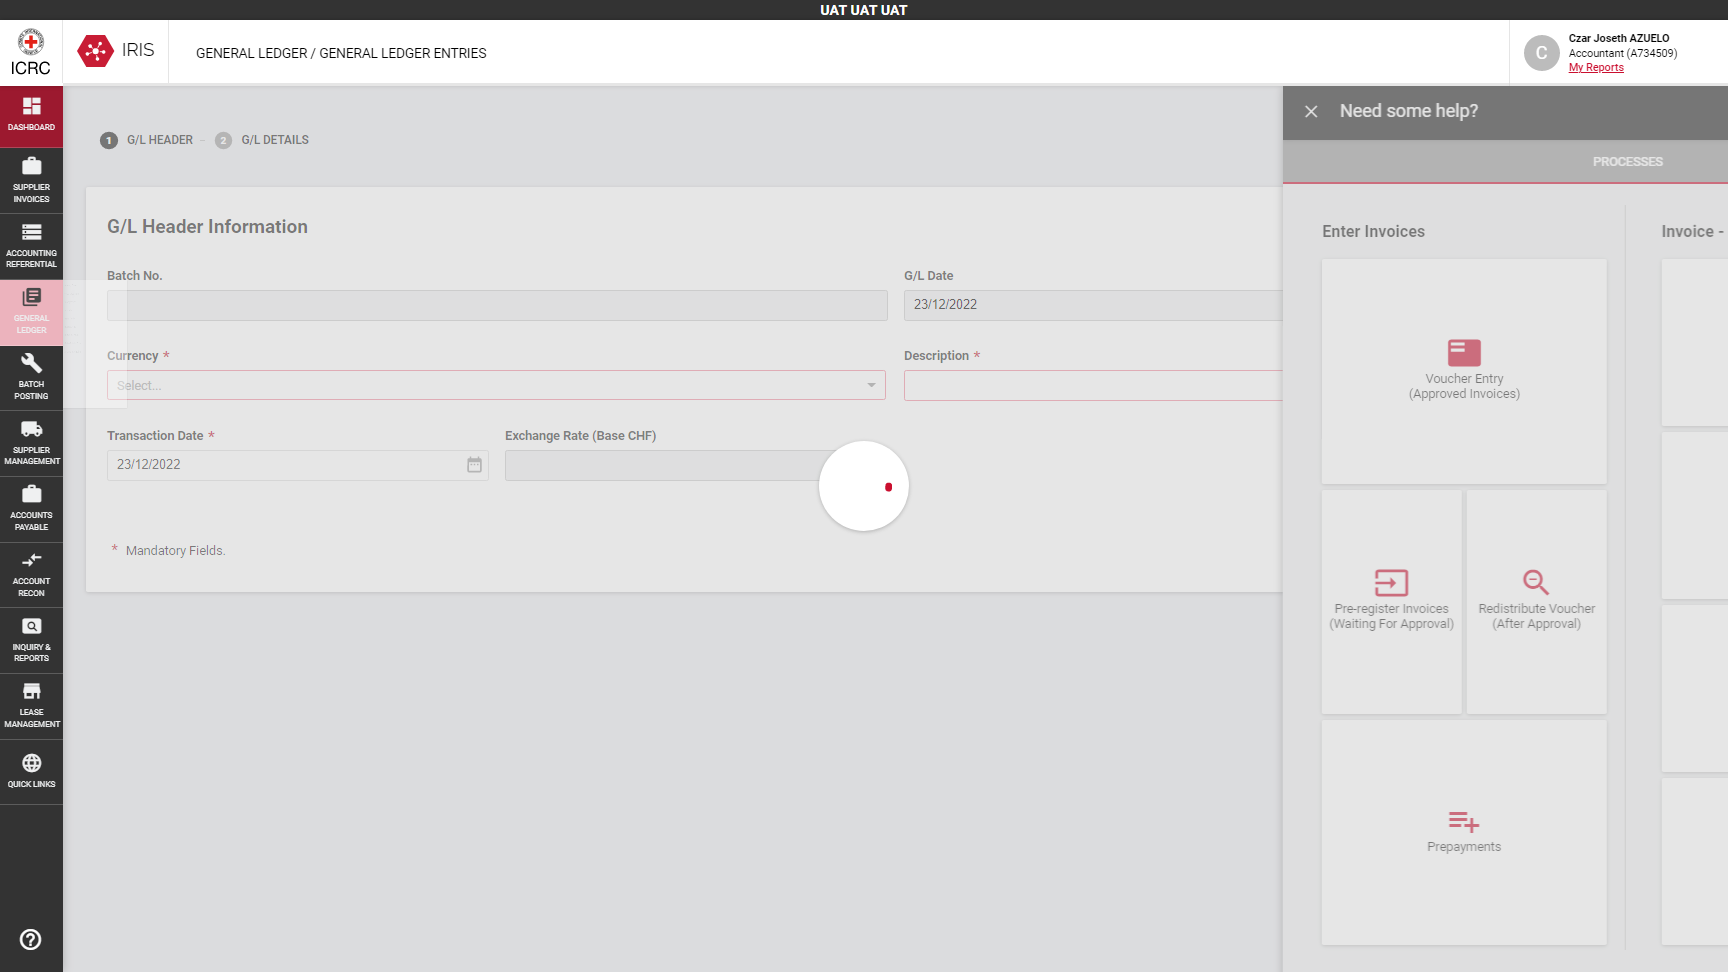 UAT UAT UAT
ICRC
IRIS
GENERAL LEDGER / GENERAL LEDGER ENTRIES
C
Czar Joseth AZUELO
Accountant (A734509)
My Reports
DASHBOARD
SUPPLIER
INVOICES
ACCOUNTING
REFERENTIAL
GENERAL
LEDGER
BATCH
POSTING
SUPPLIER
MANAGEMENT
ACCOUNTS
PAYABLE
ACCOUNT
RECON
INQUIRY &
REPORTS
LEASE
MANAGEMENT
QUICK LINKS
1 G/L HEADER - 2 G/L DETAILS
G/L Header Information
Batch No.
G/L Date
23/12/2022
Currency *
Select...
Description *
Transaction Date *
23/12/2022
Exchange Rate (Base CHF)
* Mandatory Fields.
Need some help?
PROCESSES
Enter Invoices
Invoice -
Voucher Entry
(Approved Invoices)
Pre-register Invoices
(Waiting For Approval)
Redistribute Voucher
(After Approval)
Prepayments